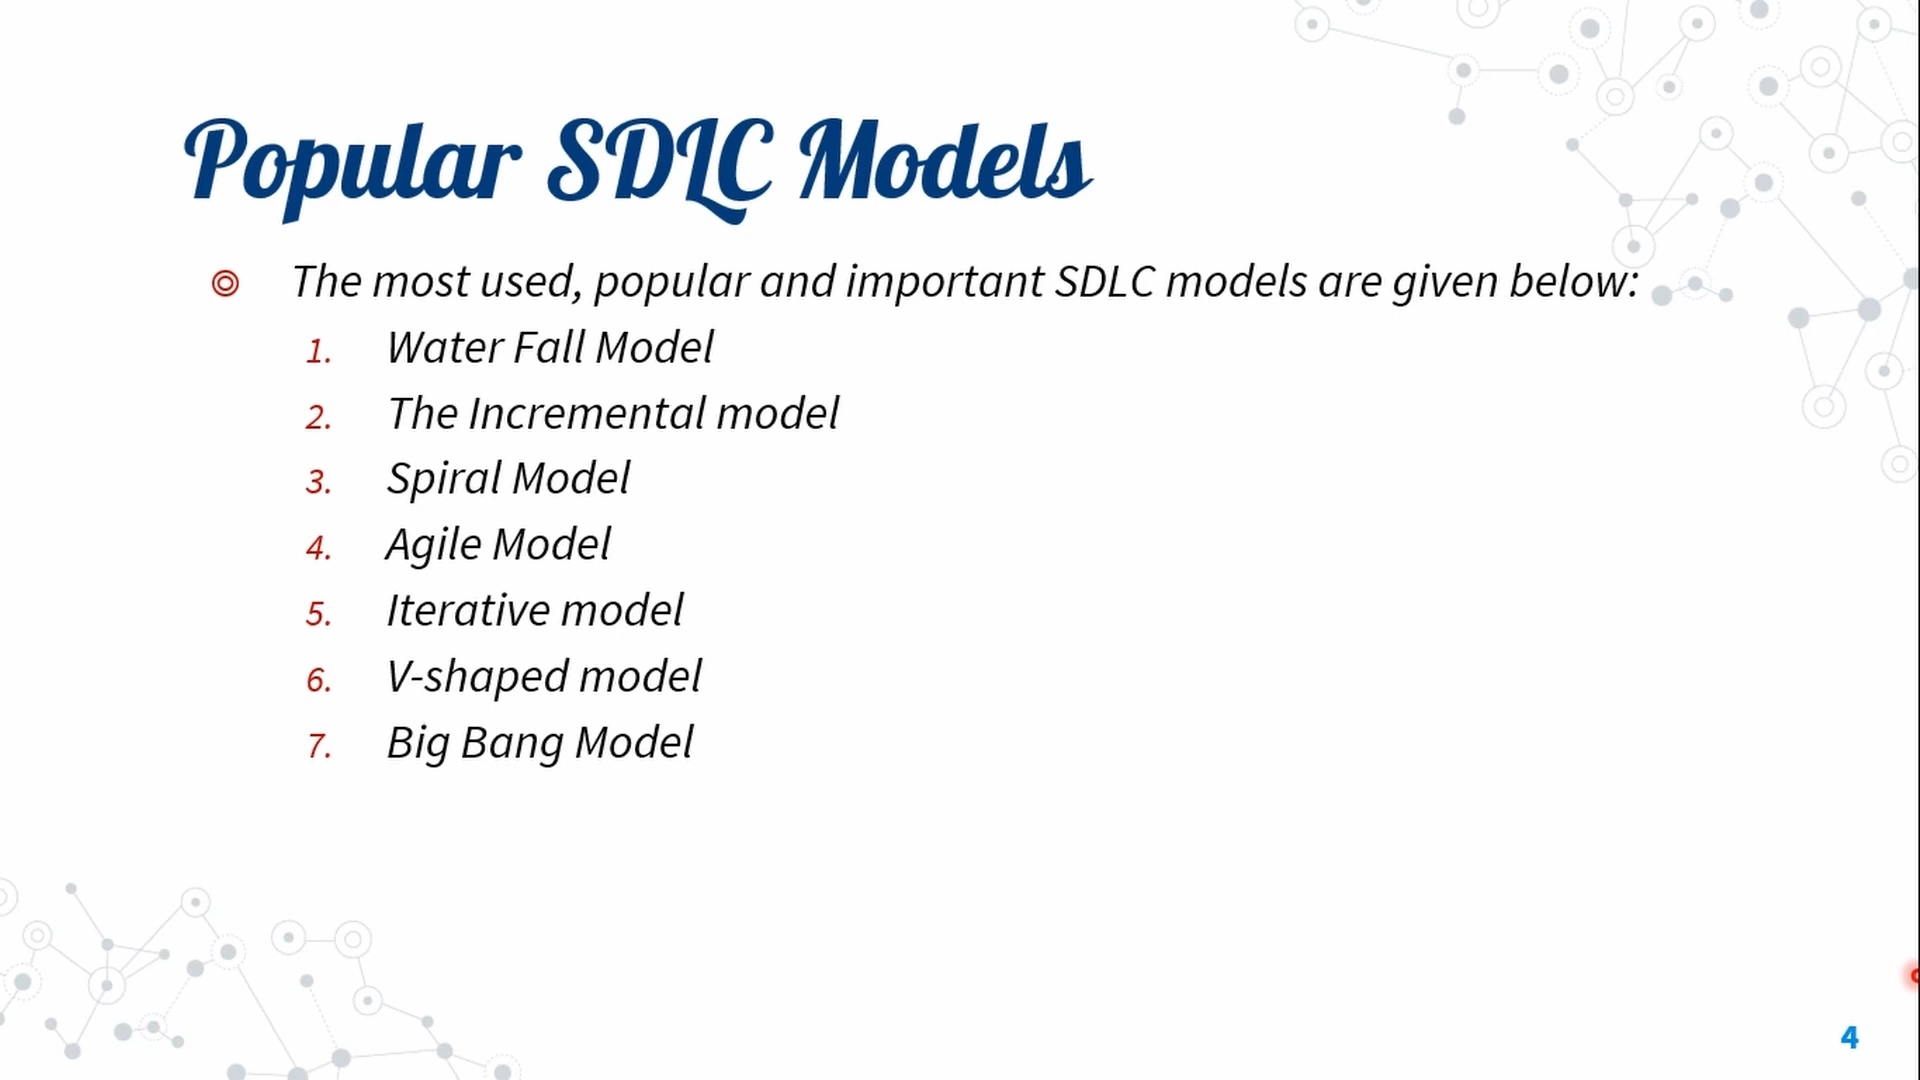 Popular SDLC Models
The most used, popular and important SDLC models are given below:
1. Water Fall Model
2. The Incremental model
3. Spiral Model
4. Agile Model
5. Iterative model
6. V-shaped model
7. Big Bang Model
4